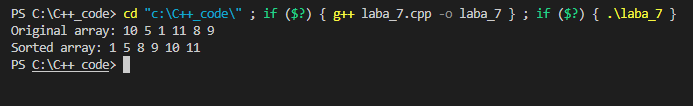 PS C:\C++_code> cd "c:\C++_code\" ; if ($?) { g++ laba_7.cpp -o laba_7 } ; if ($?) { .\laba_7 }
Original array: 10 5 1 11 8 9
Sorted array: 1 5 8 9 10 11
PS C:\C++_code>